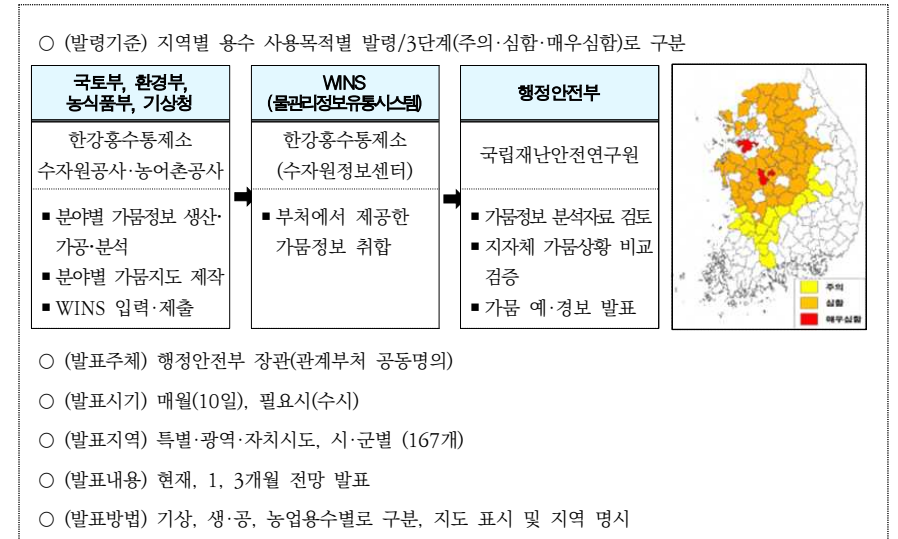 ○ (발령기준) 지역별 용수 사용목적별 발령/3단계(주의·심함·매우심함)로 구분
국토부, 환경부,
농식품부, 기상청
한강홍수통제소
수자원공사·농어촌공사
▪ 분야별 가뭄정보 생산·
가공·분석
▪ 분야별 가뭄지도 제작
▪ WINS 입력·제출
WINS
(물관리정보유통시스템)
한강홍수통제소
(수자원정보센터)
▪ 부처에서 제공한
가뭄정보 취합
행정안전부
국립재난안전연구원
▪ 가뭄정보 분석자료 검토
▪ 지자체 가뭄상황 비교
검증
▪ 가뭄 예·경보 발표
주의
심함
매우심함
○ (발표주체) 행정안전부 장관(관계부처 공동명의)
○ (발표시기) 매월(10일), 필요시(수시)
○ (발표지역) 특별·광역·자치시도, 시·군별 (167개)
○ (발표내용) 현재, 1, 3개월 전망 발표
○ (발표방법) 기상, 생·공, 농업용수별로 구분, 지도 표시 및 지역 명시